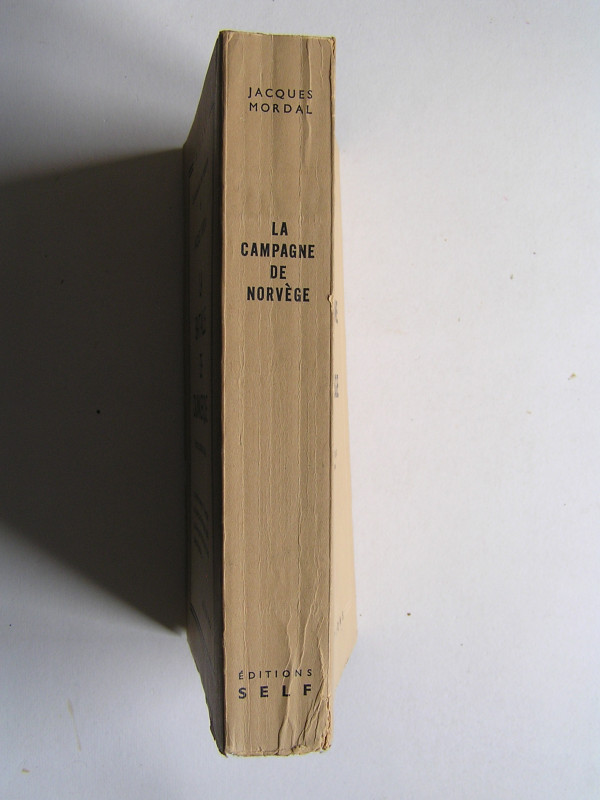 JACQUES
MORDAL
LA
CAMPAGNE
DE
NORVÈGE
ÉDITIONS
SELF